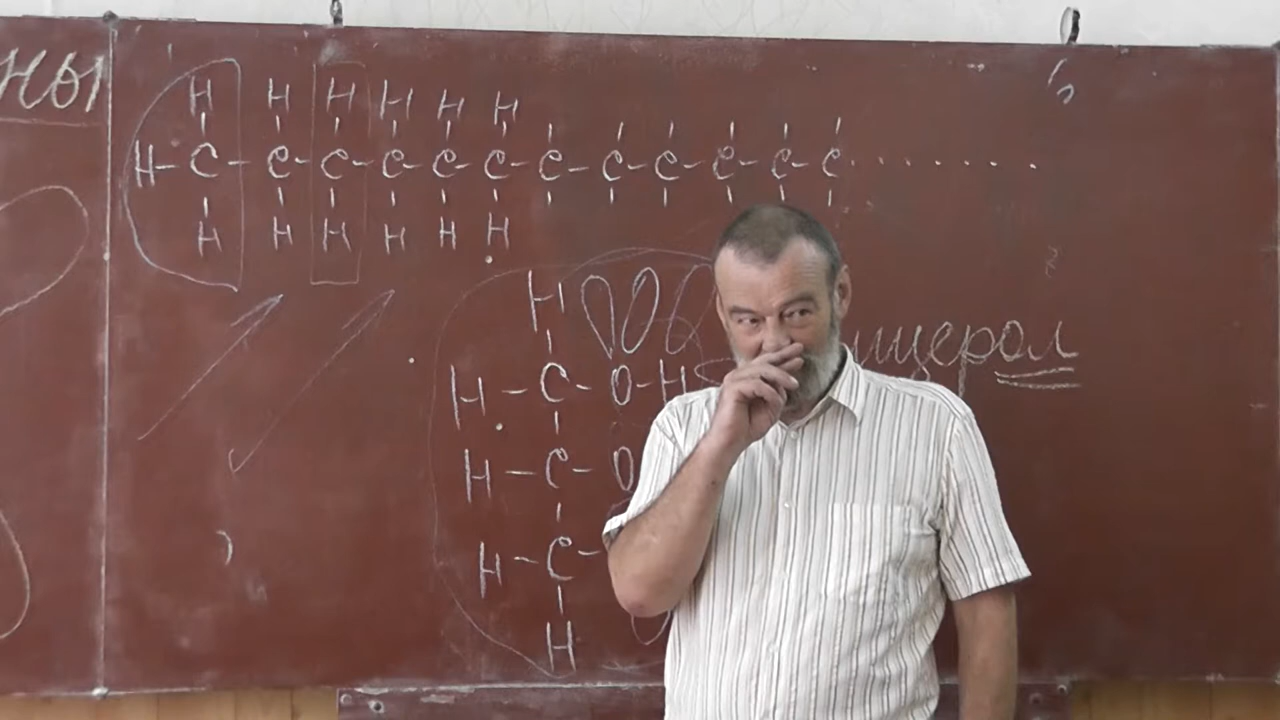 ны
H H H H H H
H-C-C-C-C-C-C-C-C-C-C-C-C..........
H H H H H H
H
H-C-O-H
ицерол
H-C-O
H-C-
H